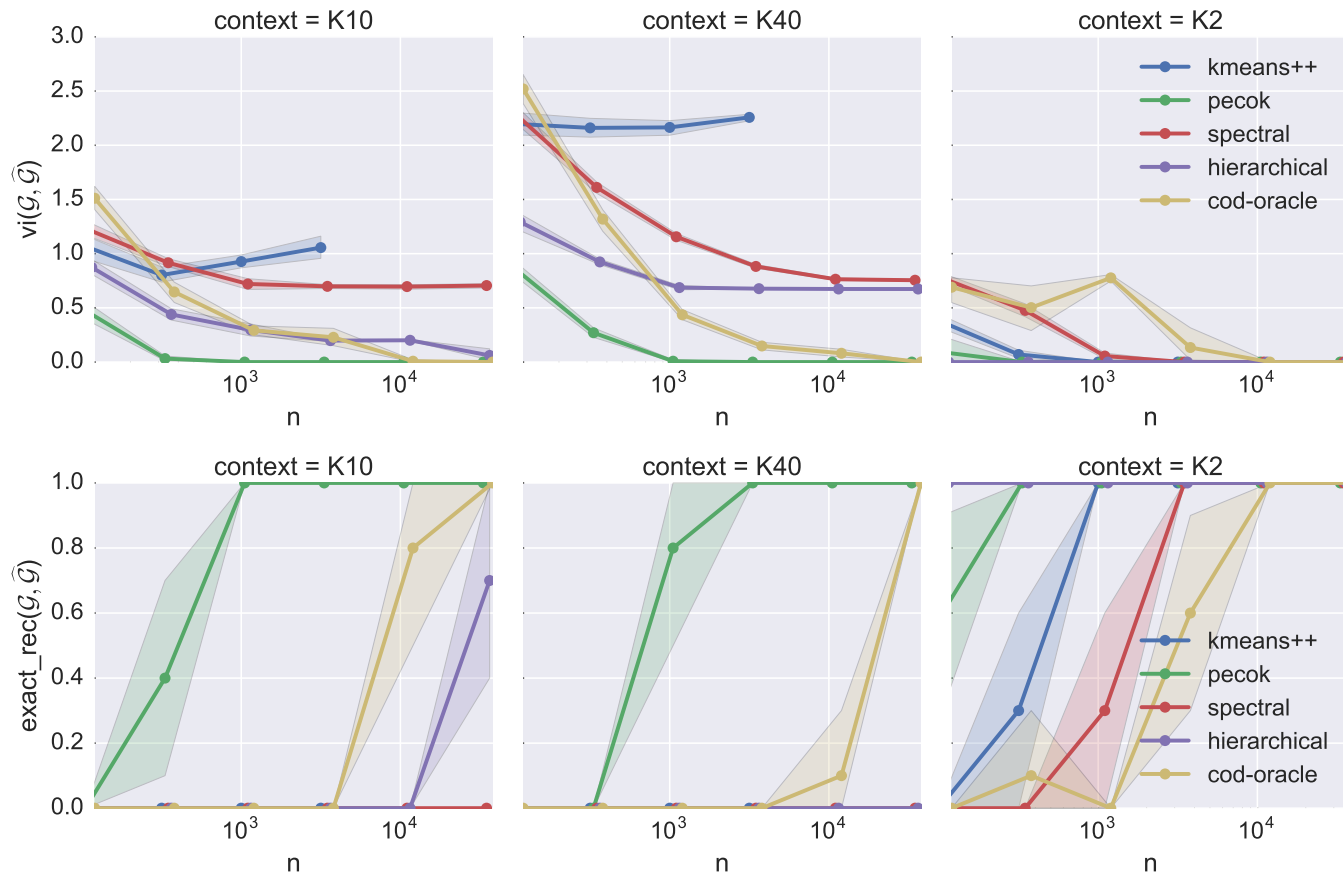 context = K10
context = K40
context = K2
3.0
2.5
2.0
1.5
1.0
0.5
0.0
vi(𝒢, 𝒢̂)
10³
10⁴
n
10³
10⁴
n
10³
10⁴
n
kmeans++
pecok
spectral
hierarchical
cod-oracle
context = K10
context = K40
context = K2
1.0
0.8
0.6
0.4
0.2
0.0
exact_rec(𝒢, 𝒢̂)
10³
10⁴
n
10³
10⁴
n
10³
10⁴
n
kmeans++
pecok
spectral
hierarchical
cod-oracle